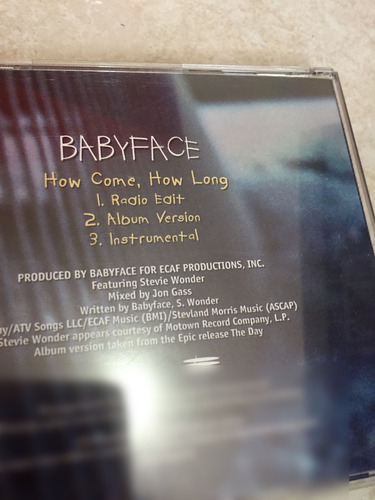 BABYFACE
How Come, How Long
1. Radio Edit
2. Album Version
3. Instrumental
PRODUCED BY BABYFACE FOR ECAF PRODUCTIONS, INC.
Featuring Stevie Wonder
Mixed by Jon Gass
Written by Babyface, S. Wonder
/ATV Songs LLC/ECAF Music (BMI)/Stevland Morris Music (ASCAP)
Stevie Wonder appears courtesy of Motown Record Company, L.P.
Album version taken from the Epic release The Day